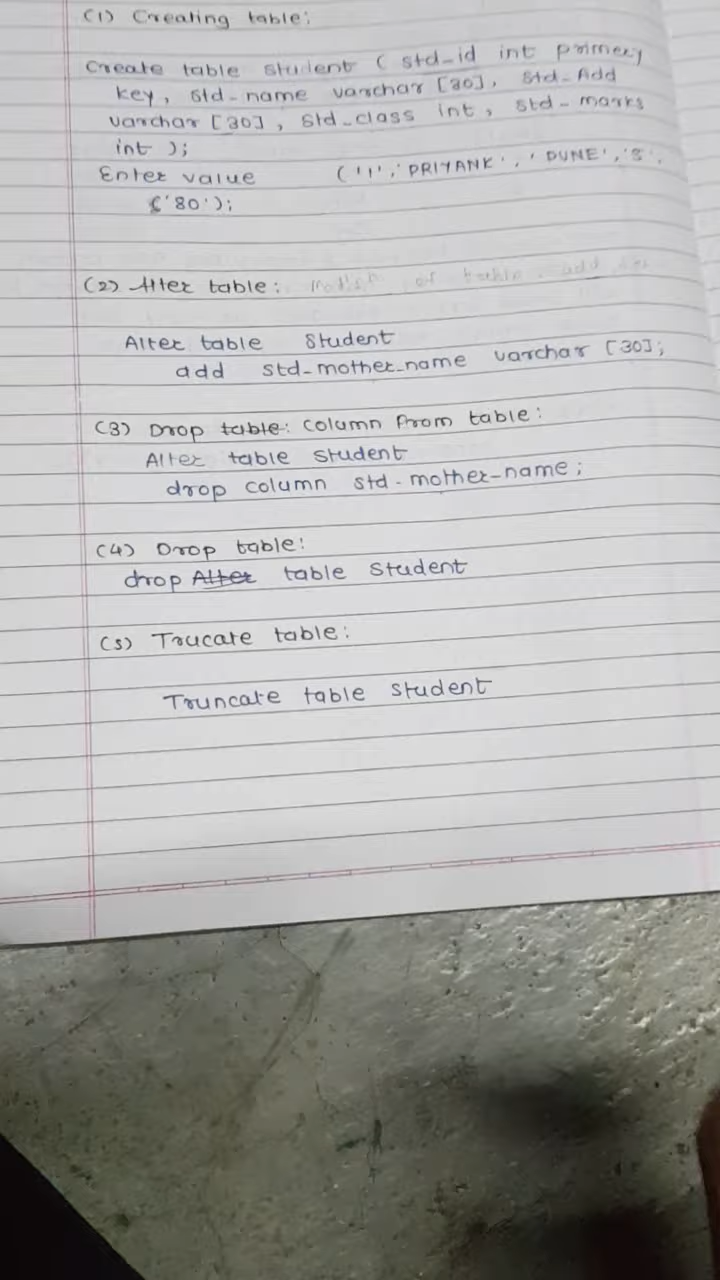 (1) Creating table:
Create table student ( std-id int primery
key, std-name varchar [30], std-Add
varchar [30], std-class int, std-marks
int );
Enter value ('1','PRIYANK','DUNE','S',
'80');
(2) Alter table:
Alter table student
add std-mother-name varchar [30];
(3) Drop table: column from table:
Alter table student
drop column std-mother-name;
(4) Drop table:
drop Alter table student
(5) Trucate table:
Truncate table student